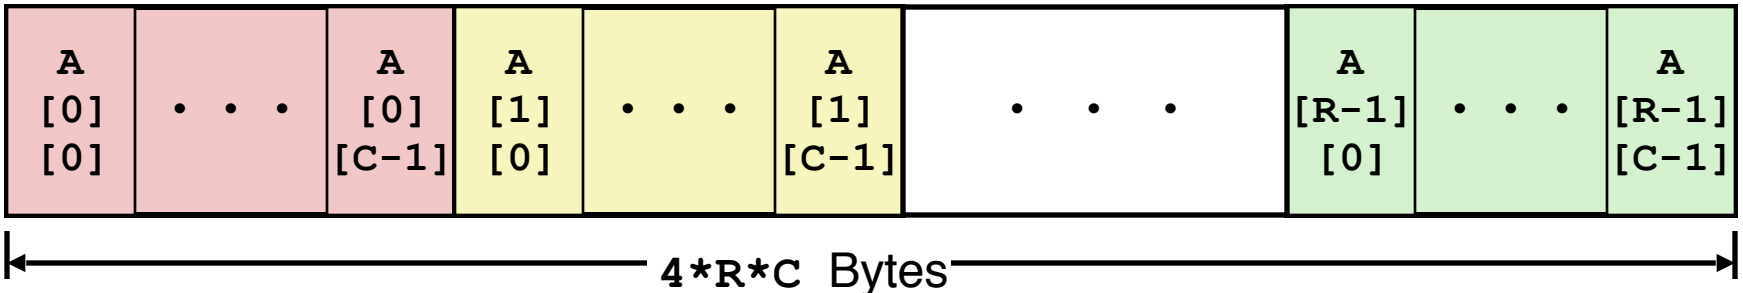 A A A A A A
[0] • • • [0] [1] • • • [1] • • • [R-1] • • • [R-1]
[0] [C-1] [0] [C-1] [0] [C-1]
4*R*C Bytes